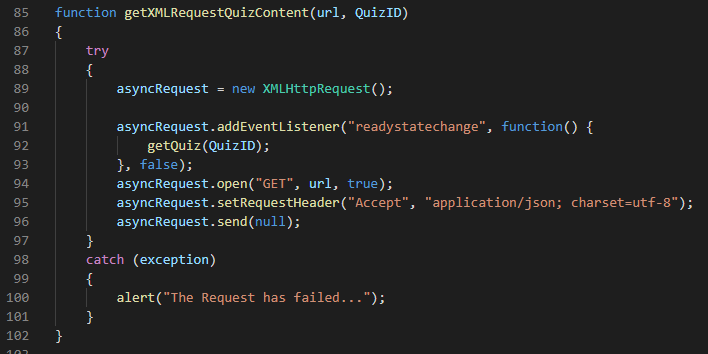 85 function getXMLRequestQuizContent(url, QuizID)
86 {
87     try
88     {
89         asyncRequest = new XMLHttpRequest();
90
91         asyncRequest.addEventListener("readystatechange", function() {
92             getQuiz(QuizID);
93         }, false);
94         asyncRequest.open("GET", url, true);
95         asyncRequest.setRequestHeader("Accept", "application/json; charset=utf-8");
96         asyncRequest.send(null);
97     }
98     catch (exception)
99     {
100         alert("The Request has failed...");
101     }
102 }